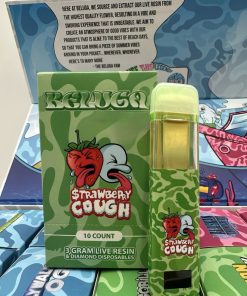 HERE AT BELUGA, WE SOURCE AND EXTRACT OUR LIVE RESIN FROM
THE HIGHEST QUALITY FLOWER, RESULTING IN A VIBE AND
SMOKING EXPERIENCE THAT IS UNBEATABLE. WE AIM TO
CREATE AN ATMOSPHERE OF GOOD VIBES WITH OUR
PRODUCTS THAT IS ALIKE TO THE BEST OF BEACH DAYS.
SO THAT YOU CAN BRING A PIECE OF SUMMER VIBES
AROUND IN YOUR POCKET, WHENEVER, WHEREVER.
HERE'S TO MANY MORE
- THE BELUGA FAM
BELUGA
$TRAWBERRY
COUGH
10 COUNT
3 GRAM LIVE RESIN
& DIAMOND DISPOSABLES
$TRAWBERRY
COUGH